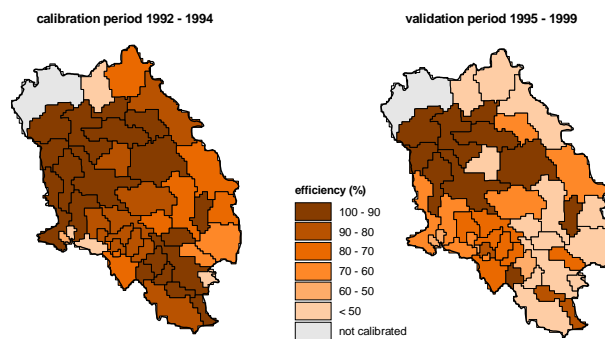 calibration period 1992 - 1994
validation period 1995 - 1999
efficiency (%)
100 - 90
90 - 80
80 - 70
70 - 60
60 - 50
< 50
not calibrated